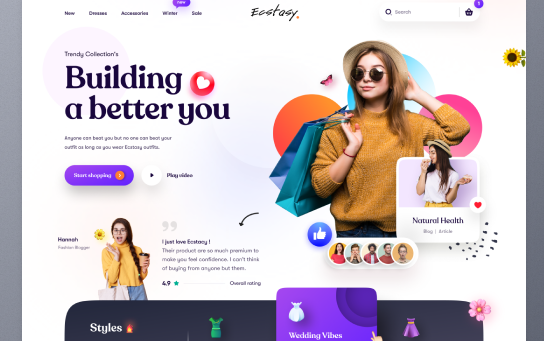 New Dresses Accessories Winter Sale
new
Ecstasy.
Search
1
Trendy Collection's
Building
a better you
Anyone can beat you but no one can beat your
outfit as long as you wear Ecstasy outfits.
Start shopping
Play video
Natural Health
Blog | Article
Hannah
Fashion Blogger
I just love Ecstasy !
Their product are so much premium to
make you feel confidence. I can't think
of buying from anyone but them.
4.9 Overall rating
Styles
Wedding Vibes